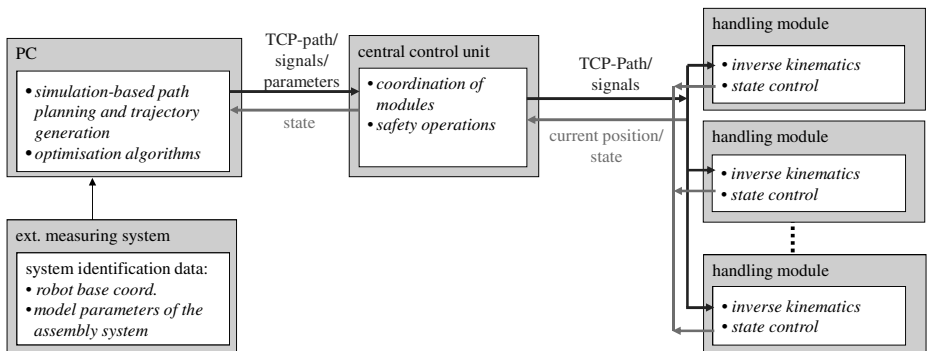 PC
• simulation-based path
planning and trajectory
generation
• optimisation algorithms
ext. measuring system
system identification data:
• robot base coord.
• model parameters of the
assembly system
TCP-path/
signals/
parameters
state
central control unit
• coordination of
modules
• safety operations
TCP-Path/
signals
current position/
state
handling module
• inverse kinematics
• state control
handling module
• inverse kinematics
• state control
handling module
• inverse kinematics
• state control